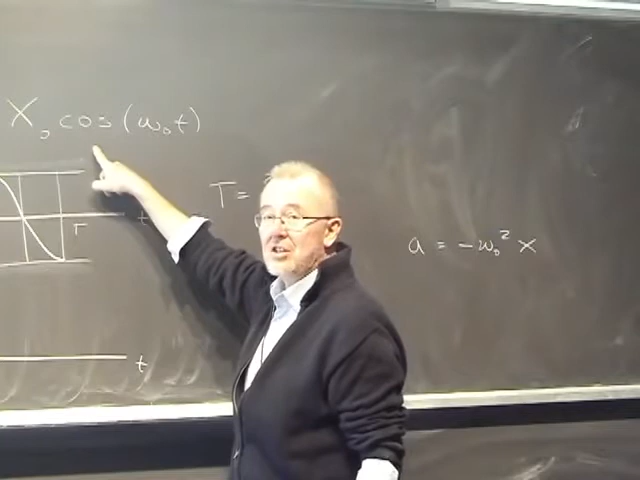 X₀ cos (ω₀t)
T =
t
a = -ω₀² x
t